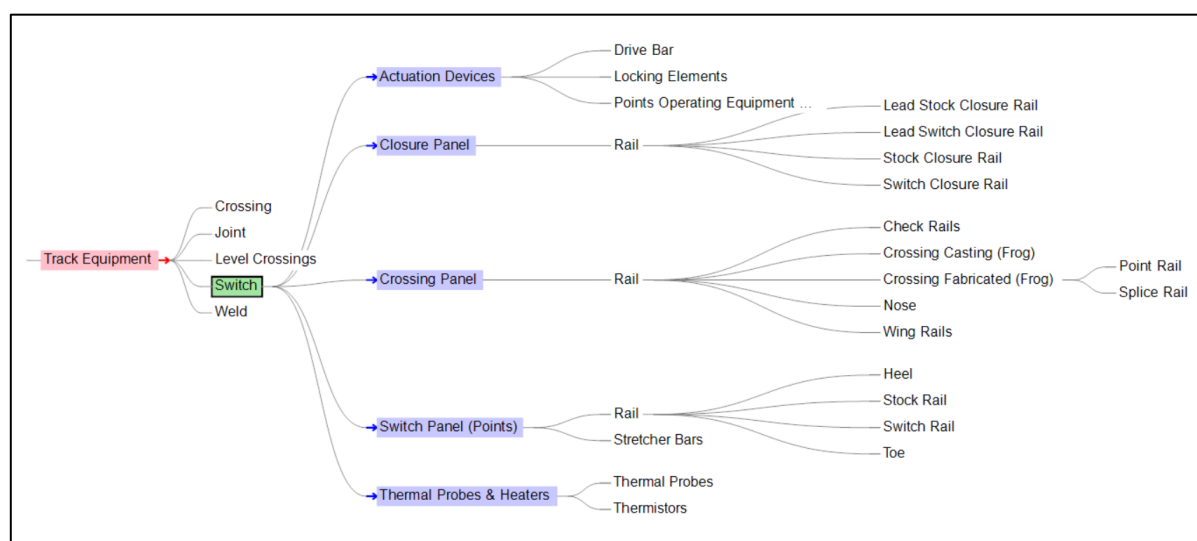 Track Equipment
Crossing
Joint
Level Crossings
Switch
Weld
Actuation Devices
Drive Bar
Locking Elements
Points Operating Equipment ...
Closure Panel
Rail
Lead Stock Closure Rail
Lead Switch Closure Rail
Stock Closure Rail
Switch Closure Rail
Crossing Panel
Rail
Check Rails
Crossing Casting (Frog)
Crossing Fabricated (Frog)
Point Rail
Splice Rail
Nose
Wing Rails
Switch Panel (Points)
Rail
Heel
Stock Rail
Switch Rail
Toe
Stretcher Bars
Thermal Probes & Heaters
Thermal Probes
Thermistors